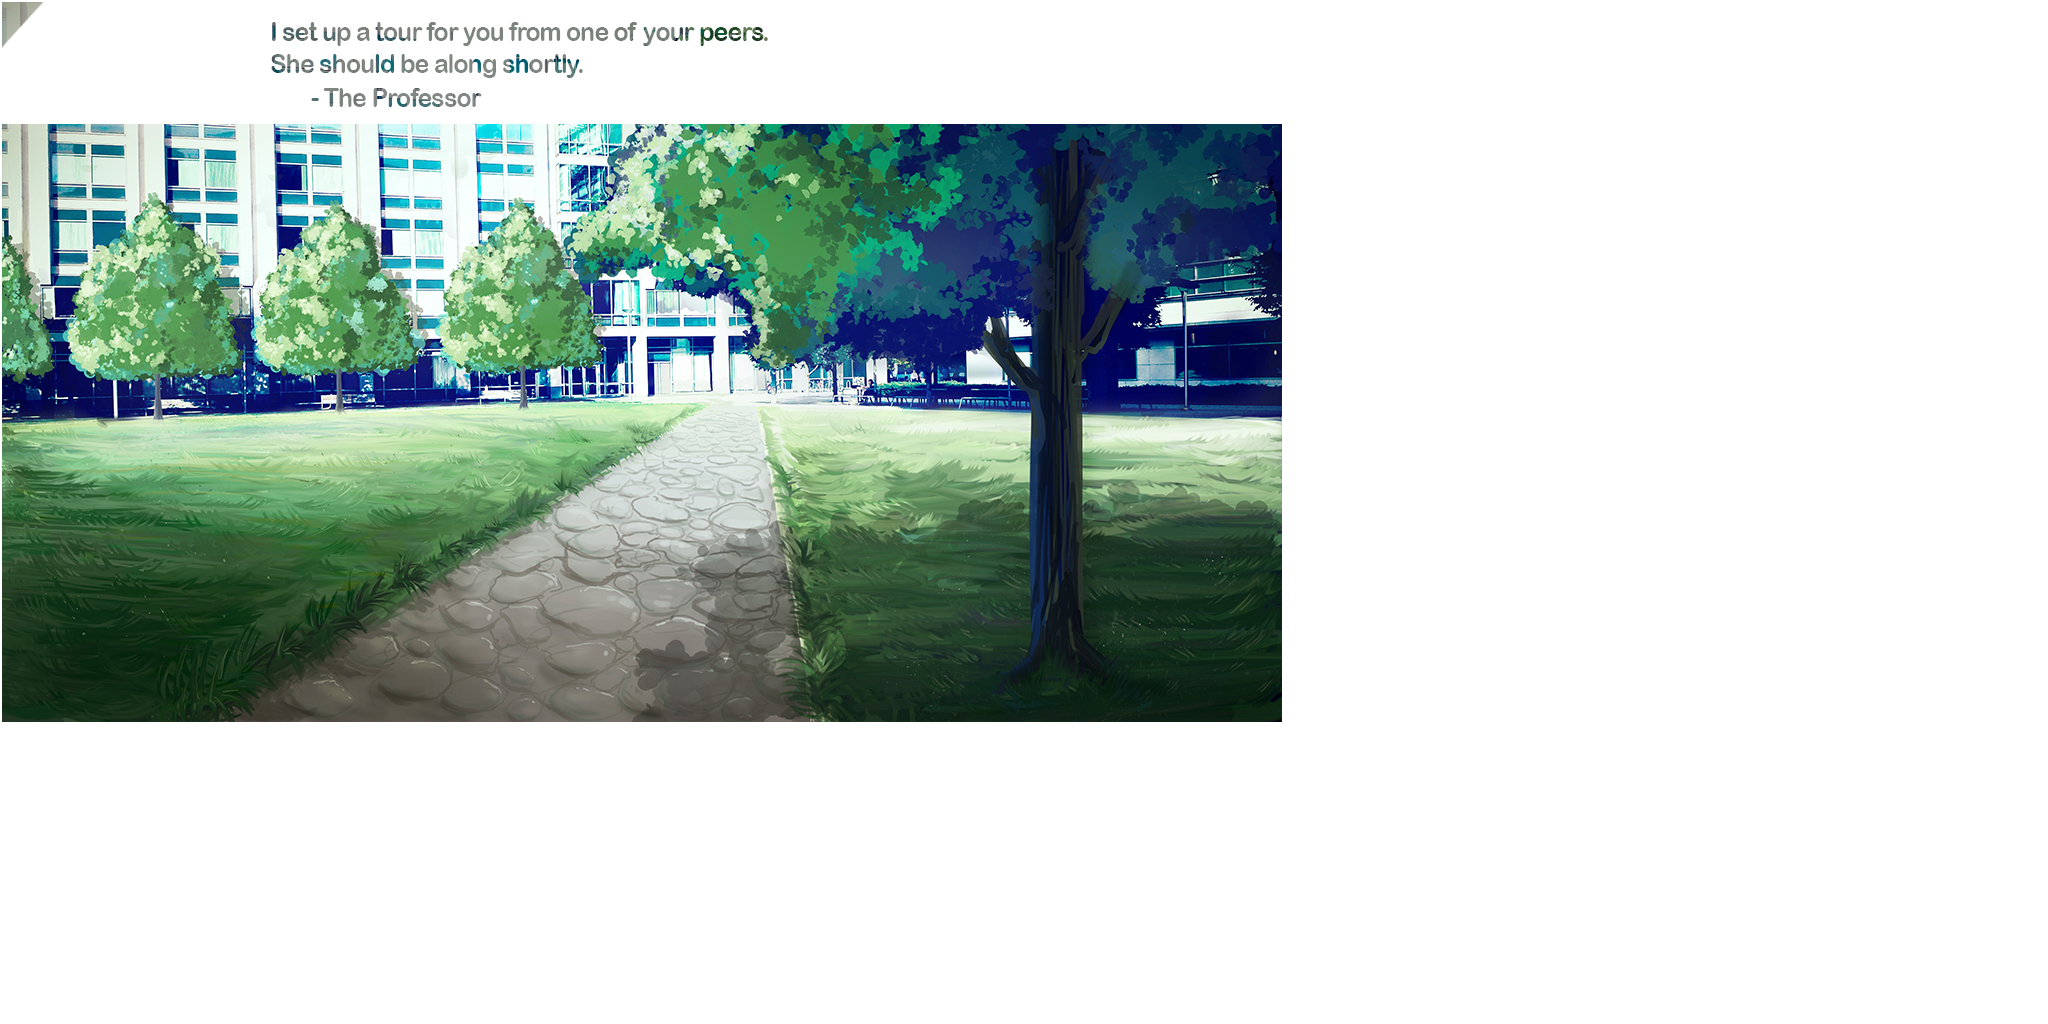 I set up a tour for you from one of your peers.
She should be along shortly.
- The Professor